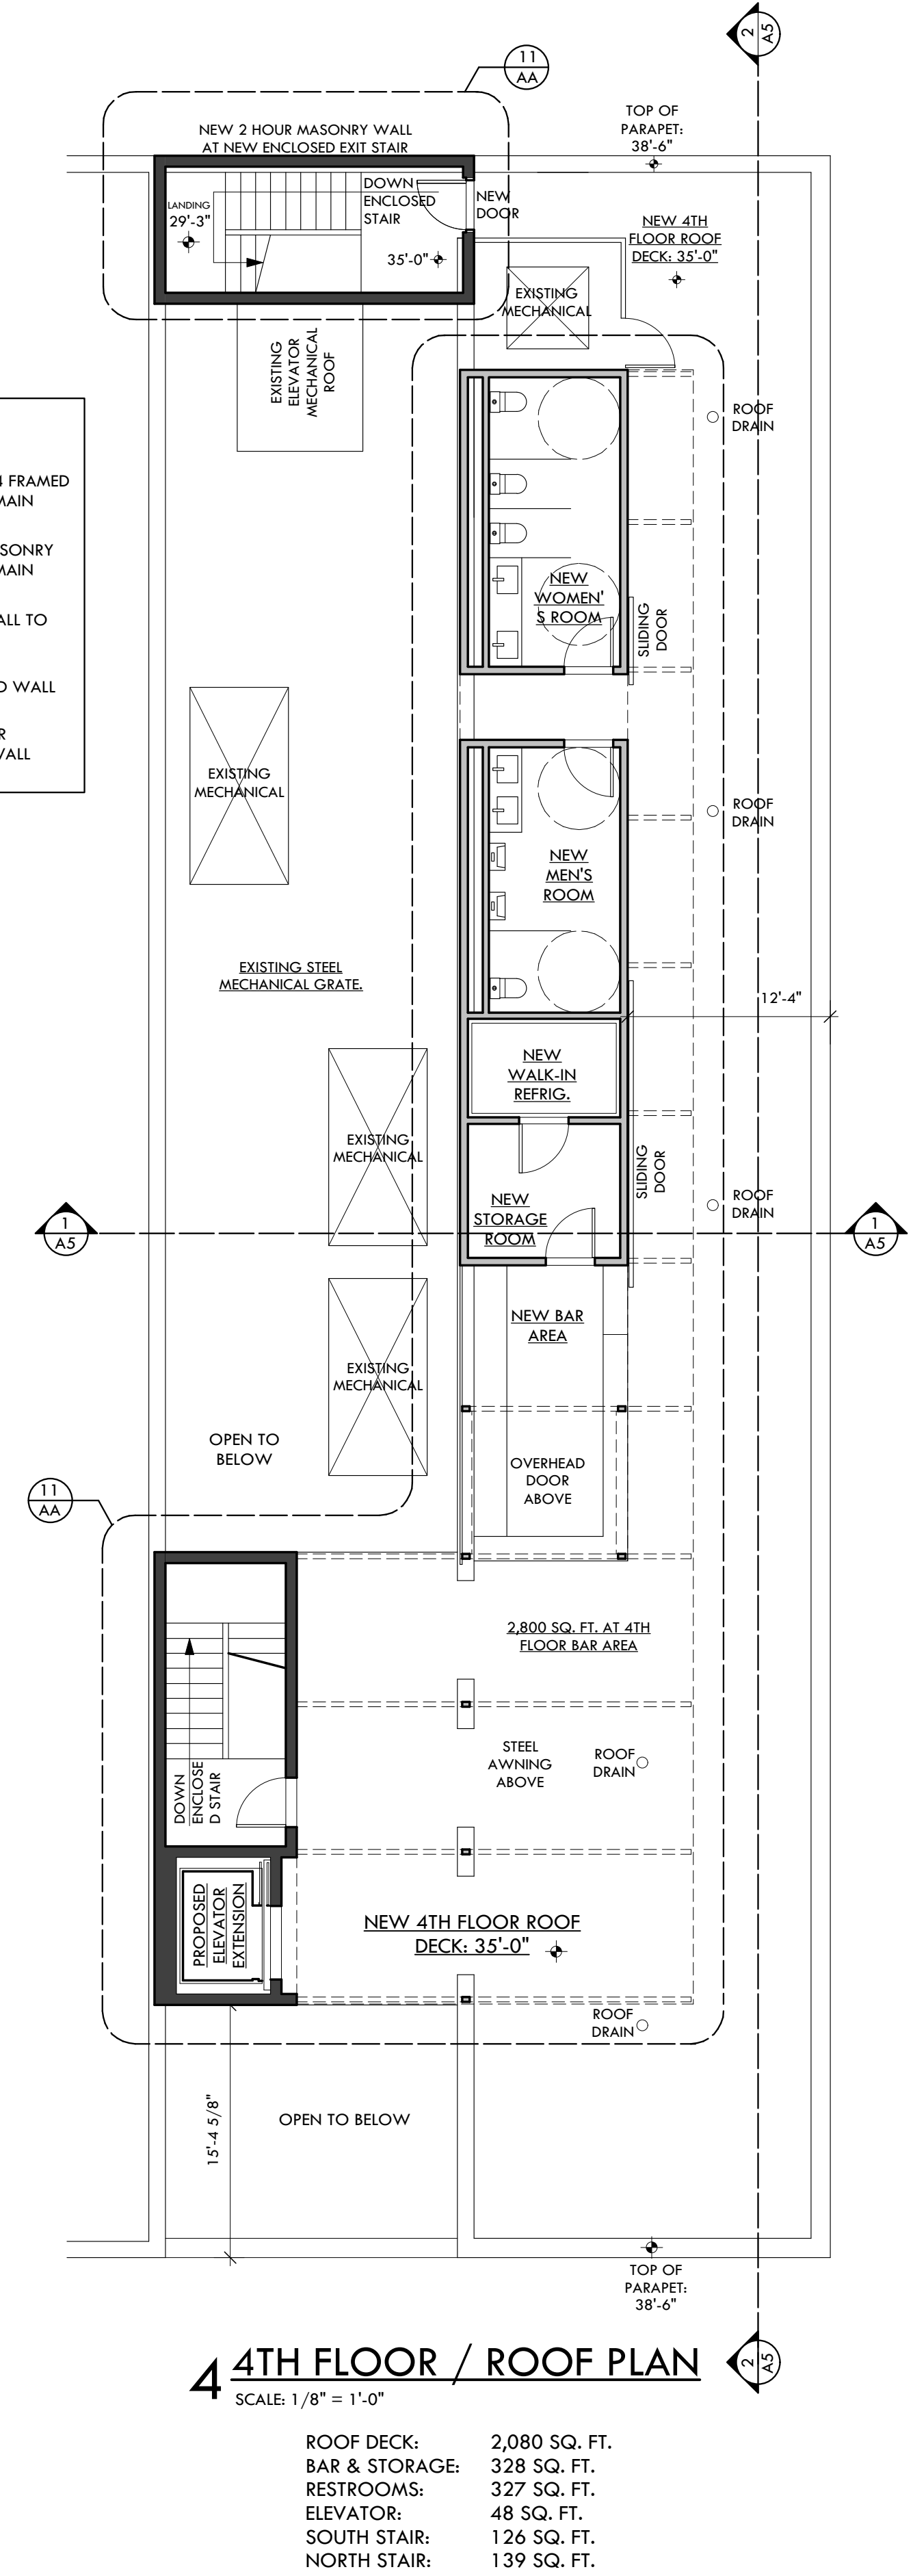 2
A5
11
AA
TOP OF
PARAPET:
38'-6"
NEW 2 HOUR MASONRY WALL
AT NEW ENCLOSED EXIT STAIR
DOWN
ENCLOSED
STAIR
NEW
DOOR
LANDING
29'-3"
35'-0"
NEW 4TH
FLOOR ROOF
DECK: 35'-0"
EXISTING
MECHANICAL
EXISTING
ELEVATOR
MECHANICAL
ROOF
ROOF
DRAIN
4 FRAMED
MAIN
SONRY
MAIN
ALL TO
D WALL
R
WALL
NEW
WOMEN'
S ROOM
SLIDING
DOOR
EXISTING
MECHANICAL
ROOF
DRAIN
NEW
MEN'S
ROOM
EXISTING STEEL
MECHANICAL GRATE.
12'-4"
NEW
WALK-IN
REFRIG.
EXISTING
MECHANICAL
SLIDING
DOOR
NEW
STORAGE
ROOM
ROOF
DRAIN
1
A5
1
A5
NEW BAR
AREA
EXISTING
MECHANICAL
OPEN TO
BELOW
OVERHEAD
DOOR
ABOVE
11
AA
2,800 SQ. FT. AT 4TH
FLOOR BAR AREA
STEEL
AWNING
ABOVE
ROOF
DRAIN
DOWN
ENCLOSE
D STAIR
PROPOSED
ELEVATOR
EXTENSION
NEW 4TH FLOOR ROOF
DECK: 35'-0"
ROOF
DRAIN
15'-4 5/8"
OPEN TO BELOW
TOP OF
PARAPET:
38'-6"
2
A5
4 4TH FLOOR / ROOF PLAN
SCALE: 1/8" = 1'-0"
ROOF DECK: 2,080 SQ. FT.
BAR & STORAGE: 328 SQ. FT.
RESTROOMS: 327 SQ. FT.
ELEVATOR: 48 SQ. FT.
SOUTH STAIR: 126 SQ. FT.
NORTH STAIR: 139 SQ. FT.